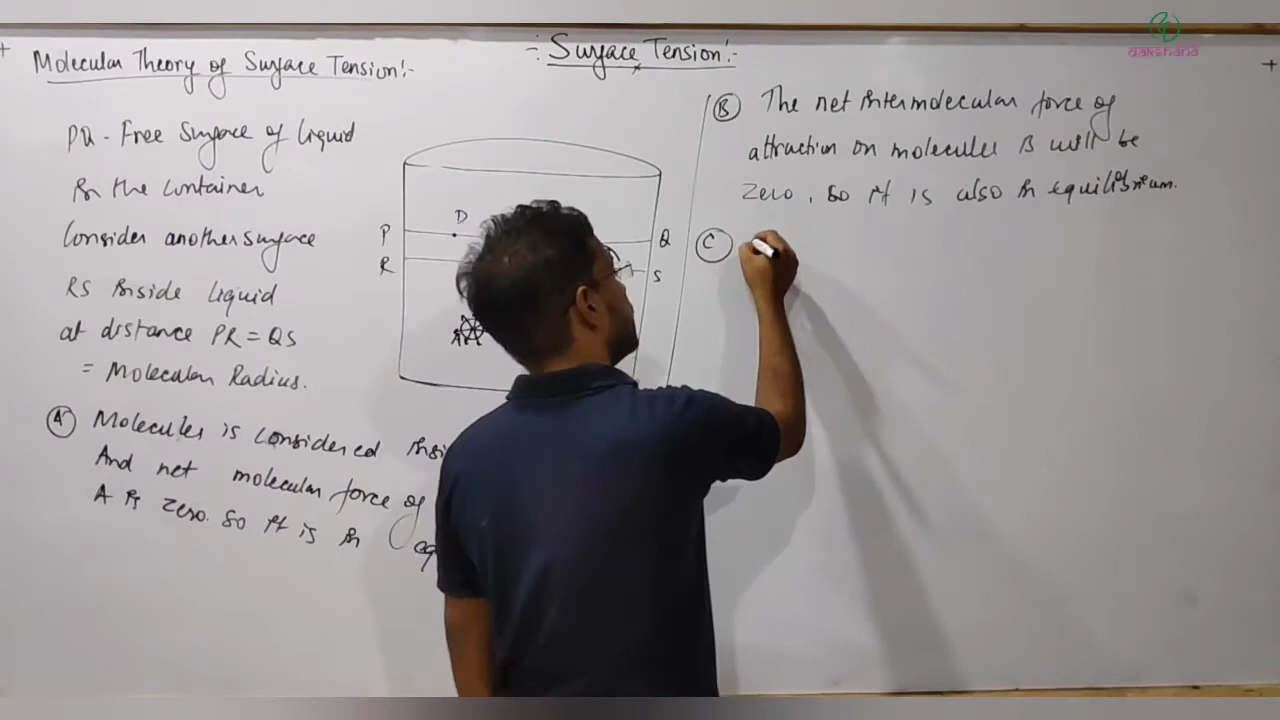 -: Surface Tension:-
Molecular Theory of Surface Tension:-
PQ - Free Surface of Liquid
in the container
Consider another surface
RS inside liquid
at distance PR = QS
= Molecular Radius.
(A) Molecules is considered
And net molecular force of
A is zero. So it is in
P
D
Q
R
S
A
(B) The net intermolecular force of
attraction on molecules B will be
zero, so it is also in equilibrium.
(C)
dakshana